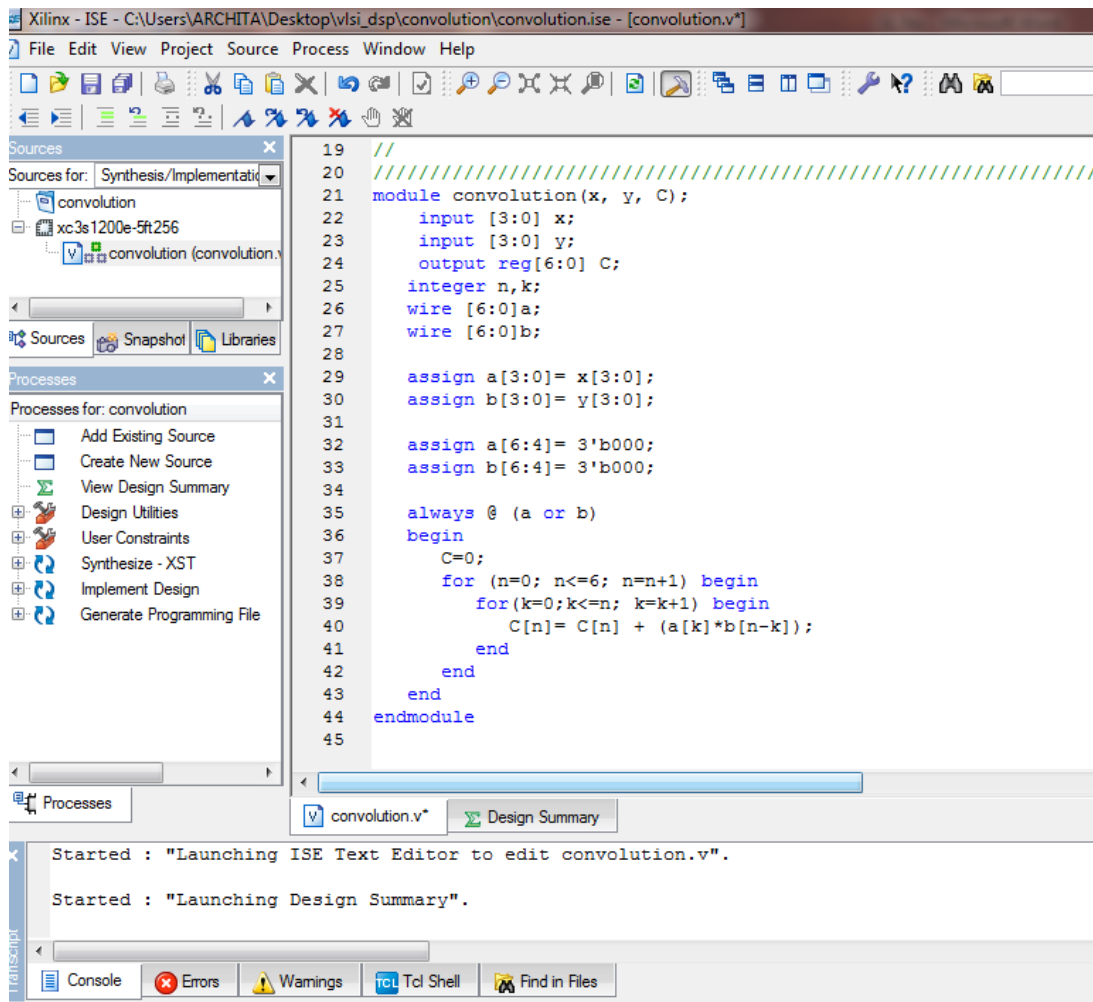 Xilinx - ISE - C:\Users\ARCHITA\Desktop\vlsi_dsp\convolution\convolution.ise - [convolution.v*]
File Edit View Project Source Process Window Help
Sources
Sources for: Synthesis/Implementatic
convolution
xc3s1200e-5ft256
convolution (convolution.v
Sources Snapshot Libraries
Processes
Processes for: convolution
Add Existing Source
Create New Source
View Design Summary
Design Utilities
User Constraints
Synthesize - XST
Implement Design
Generate Programming File
Processes
19 //
20 ////////////////////////////////////////////////////////////////
21 module convolution(x, y, C);
22 input [3:0] x;
23 input [3:0] y;
24 output reg[6:0] C;
25 integer n,k;
26 wire [6:0]a;
27 wire [6:0]b;
28
29 assign a[3:0]= x[3:0];
30 assign b[3:0]= y[3:0];
31
32 assign a[6:4]= 3'b000;
33 assign b[6:4]= 3'b000;
34
35 always @ (a or b)
36 begin
37 C=0;
38 for (n=0; n<=6; n=n+1) begin
39 for(k=0;k<=n; k=k+1) begin
40 C[n]= C[n] + (a[k]*b[n-k]);
41 end
42 end
43 end
44 endmodule
45
convolution.v* Design Summary
Started : "Launching ISE Text Editor to edit convolution.v".
Started : "Launching Design Summary".
Transcript
Console Errors Warnings TCL Tcl Shell Find in Files